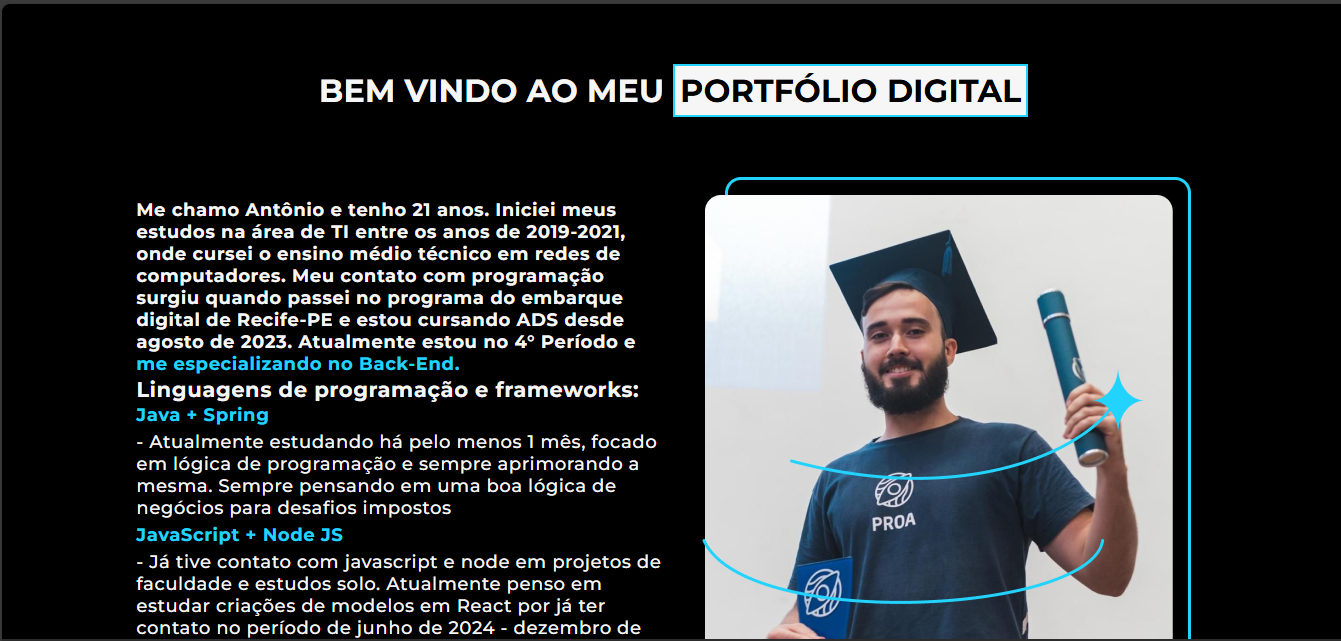 BEM VINDO AO MEU PORTFÓLIO DIGITAL
Me chamo Antônio e tenho 21 anos. Iniciei meus
estudos na área de TI entre os anos de 2019-2021,
onde cursei o ensino médio técnico em redes de
computadores. Meu contato com programação
surgiu quando passei no programa do embarque
digital de Recife-PE e estou cursando ADS desde
agosto de 2023. Atualmente estou no 4° Período e
me especializando no Back-End.
Linguagens de programação e frameworks:
Java + Spring
- Atualmente estudando há pelo menos 1 mês, focado
em lógica de programação e sempre aprimorando a
mesma. Sempre pensando em uma boa lógica de
negócios para desafios impostos
JavaScript + Node JS
- Já tive contato com javascript e node em projetos de
faculdade e estudos solo. Atualmente penso em
estudar criações de modelos em React por já ter
contato no período de junho de 2024 - dezembro de
PROA